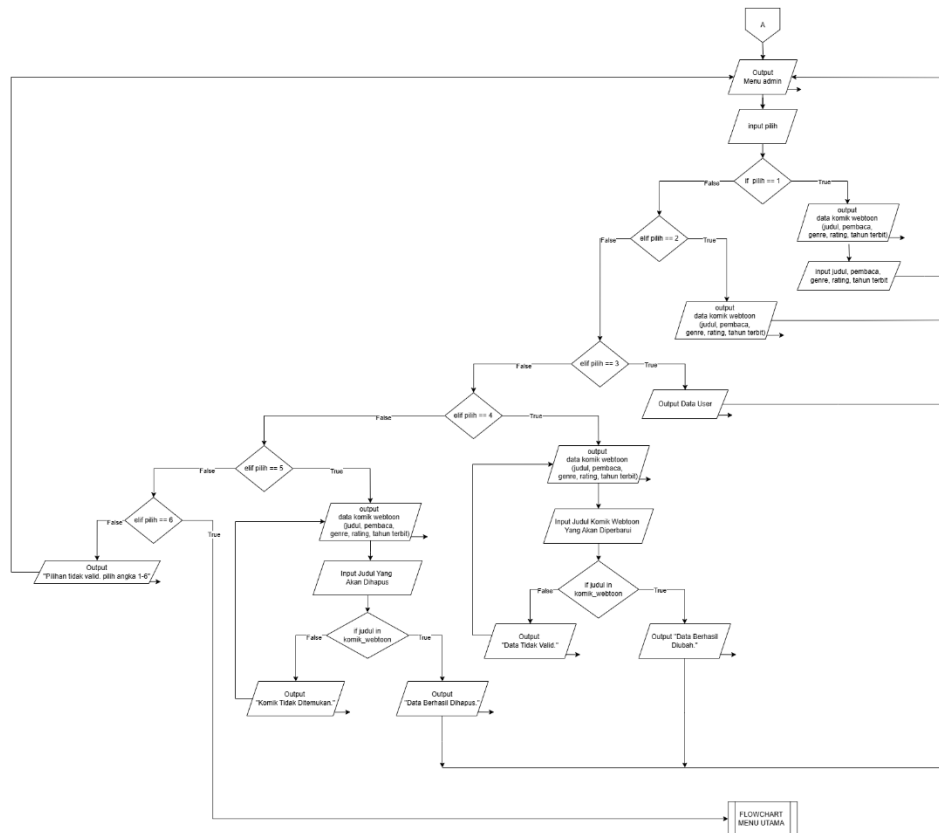 A
Output
Menu admin
input pilih
if pilih == 1
False
True
output
data komik webtoon
(judul, pembaca,
genre, rating, tahun terbit)
input judul, pembaca,
genre, rating, tahun terbit
elif pilih == 2
False
True
output
data komik webtoon
(judul, pembaca,
genre, rating, tahun terbit)
elif pilih == 3
False
True
Output Data User
elif pilih == 4
False
True
output
data komik webtoon
(judul, pembaca,
genre, rating, tahun terbit)
Input Judul Komik Webtoon
Yang Akan Diperbarui
if judul in
komik_webtoon
False
True
Output
"Data Tidak Valid."
Output "Data Berhasil
Diubah."
elif pilih == 5
False
True
output
data komik webtoon
(judul, pembaca,
genre, rating, tahun terbit)
Input Judul Yang
Akan Dihapus
if judul in
komik_webtoon
False
True
Output
"Komik Tidak Ditemukan."
Output
"Data Berhasil Dihapus."
elif pilih == 6
False
True
Output
"Pilihan tidak valid. pilih angka 1-6"
FLOWCHART
MENU UTAMA